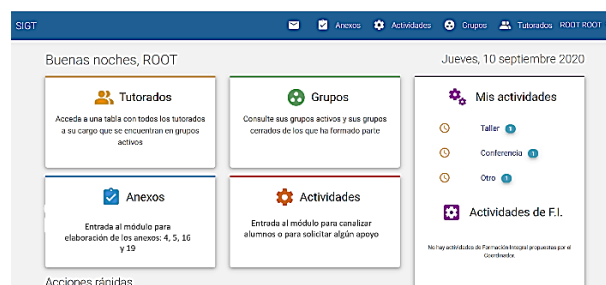 SIGT
Anexos Actividades Grupos Tutorados ROOT ROOT
Buenas noches, ROOT
Jueves, 10 septiembre 2020
Tutorados
Acceda a una tabla con todos los tutorados
a su cargo que se encuentran en grupos
activos
Grupos
Consulte sus grupos activos y sus grupos
cerrados de los que ha formado parte
Mis actividades
Taller 1
Conferencia 1
Otro 1
Anexos
Entrada al módulo para
elaboración de los anexos: 4, 5, 16
y 19
Actividades
Entrada al módulo para canalizar
alumnos o para solicitar algún apoyo
Actividades de F.I.
No hay actividades de Formación Integral propuestas por el
Coordinador.
Acciones rápidas